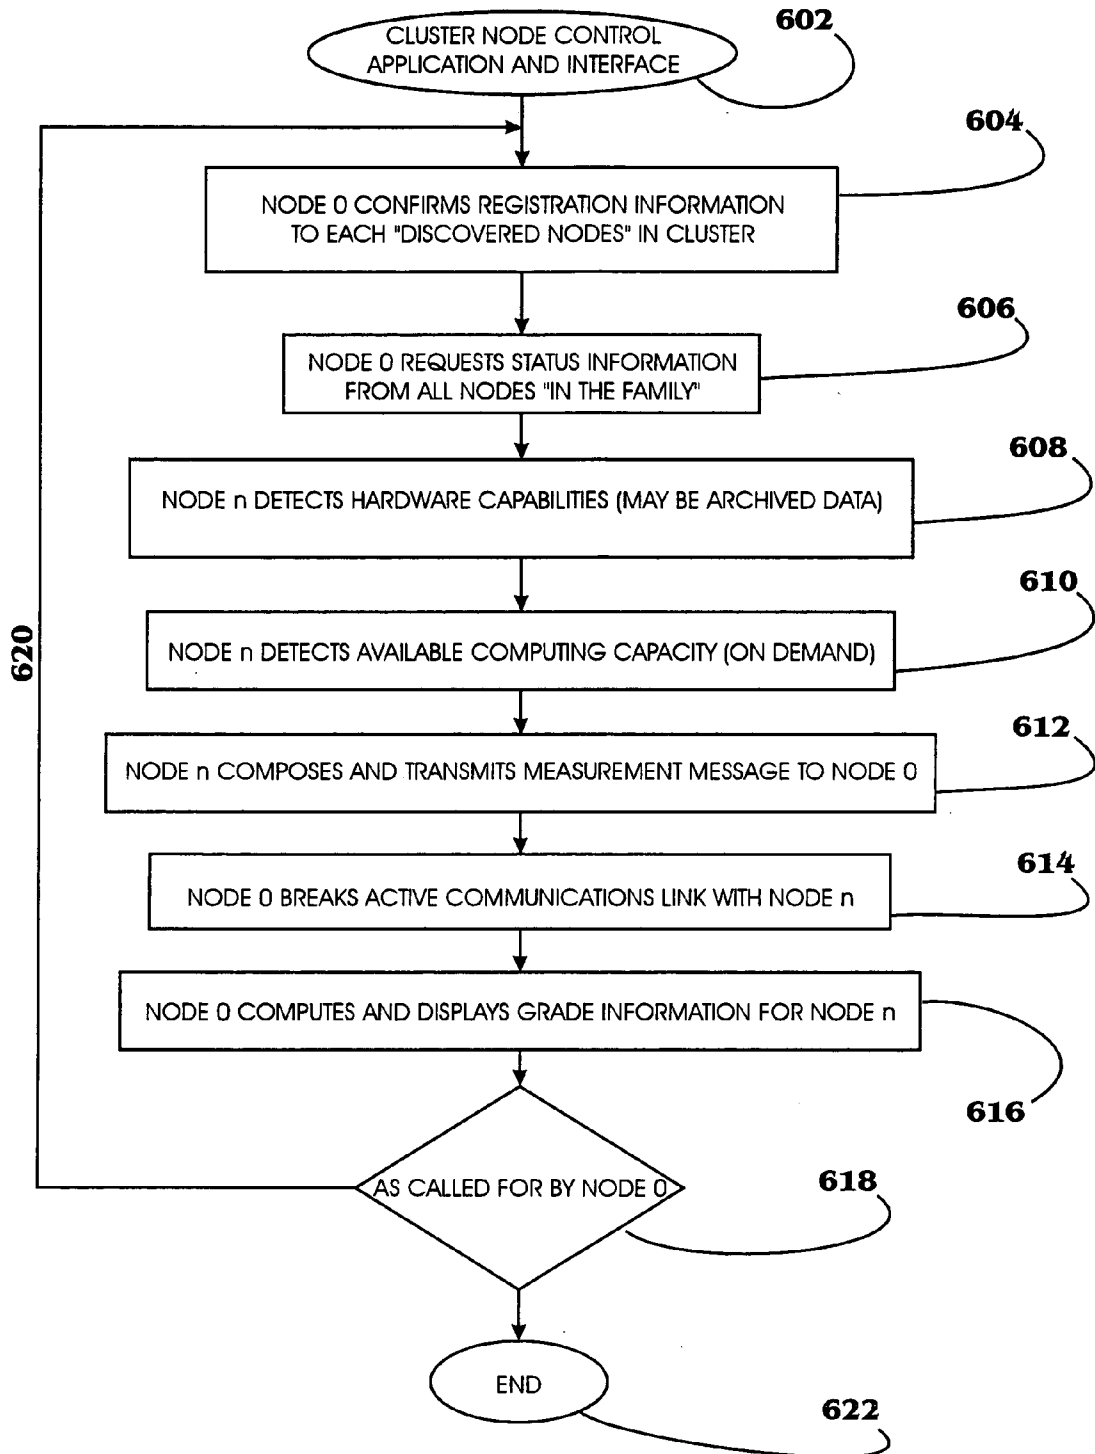 CLUSTER NODE CONTROL
APPLICATION AND INTERFACE
602
604
NODE 0 CONFIRMS REGISTRATION INFORMATION
TO EACH "DISCOVERED NODES" IN CLUSTER
606
NODE 0 REQUESTS STATUS INFORMATION
FROM ALL NODES "IN THE FAMILY"
608
NODE n DETECTS HARDWARE CAPABILITIES (MAY BE ARCHIVED DATA)
610
NODE n DETECTS AVAILABLE COMPUTING CAPACITY (ON DEMAND)
620
612
NODE n COMPOSES AND TRANSMITS MEASUREMENT MESSAGE TO NODE 0
614
NODE 0 BREAKS ACTIVE COMMUNICATIONS LINK WITH NODE n
NODE 0 COMPUTES AND DISPLAYS GRADE INFORMATION FOR NODE n
616
AS CALLED FOR BY NODE 0
618
END
622